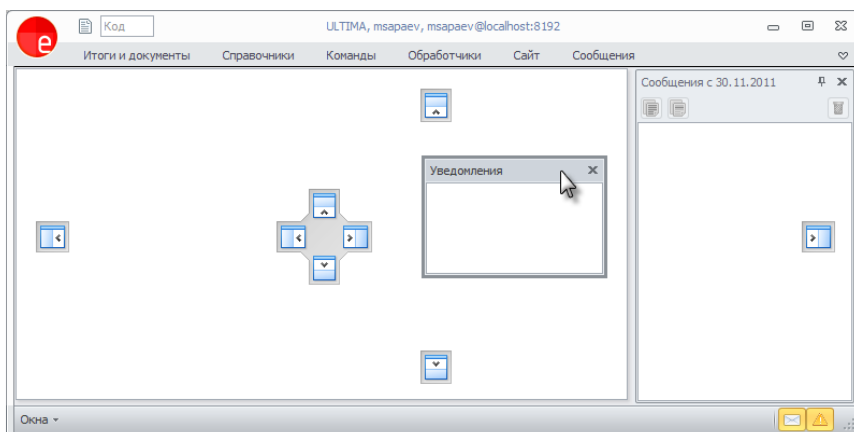 Код
ULTIMA, msapaev, msapaev@localhost:8192
e
Итоги и документы Справочники Команды Обработчики Сайт Сообщения
Сообщения с 30.11.2011
Уведомления
Окна